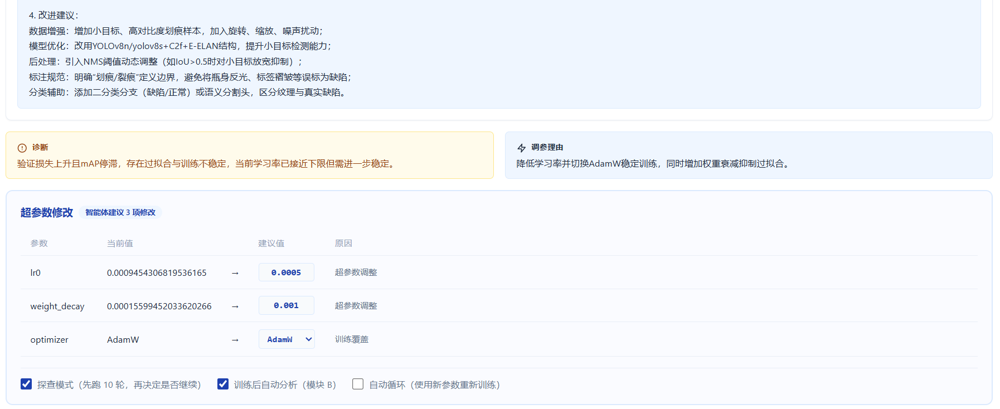 4. 改进建议：
数据增强：增加小目标、高对比度划痕样本，加入旋转、缩放、噪声扰动；
模型优化：改用YOLOv8n/yolov8s+C2f+E-ELAN结构，提升小目标检测能力；
后处理：引入NMS阈值动态调整（如IoU>0.5时对小目标放宽抑制）；
标注规范：明确“划痕/裂痕”定义边界，避免将瓶身反光、标签褶皱等误标为缺陷；
分类辅助：添加二分类分支（缺陷/正常）或语义分割头，区分纹理与真实缺陷。
诊断
验证损失上升且mAP停滞，存在过拟合与训练不稳定，当前学习率已接近下限但需进一步稳定。
调参理由
降低学习率并切换AdamW稳定训练，同时增加权重衰减抑制过拟合。
超参数修改 智能体建议 3 项修改
参数 当前值 建议值 原因
lr0 0.0009454306819536165 → 0.0005 超参数调整
weight_decay 0.00015599452033620266 → 0.001 超参数调整
optimizer AdamW → AdamW 训练覆盖
探查模式（先跑 10 轮，再决定是否继续） 训练后自动分析（模块 B） 自动循环（使用新参数重新训练）